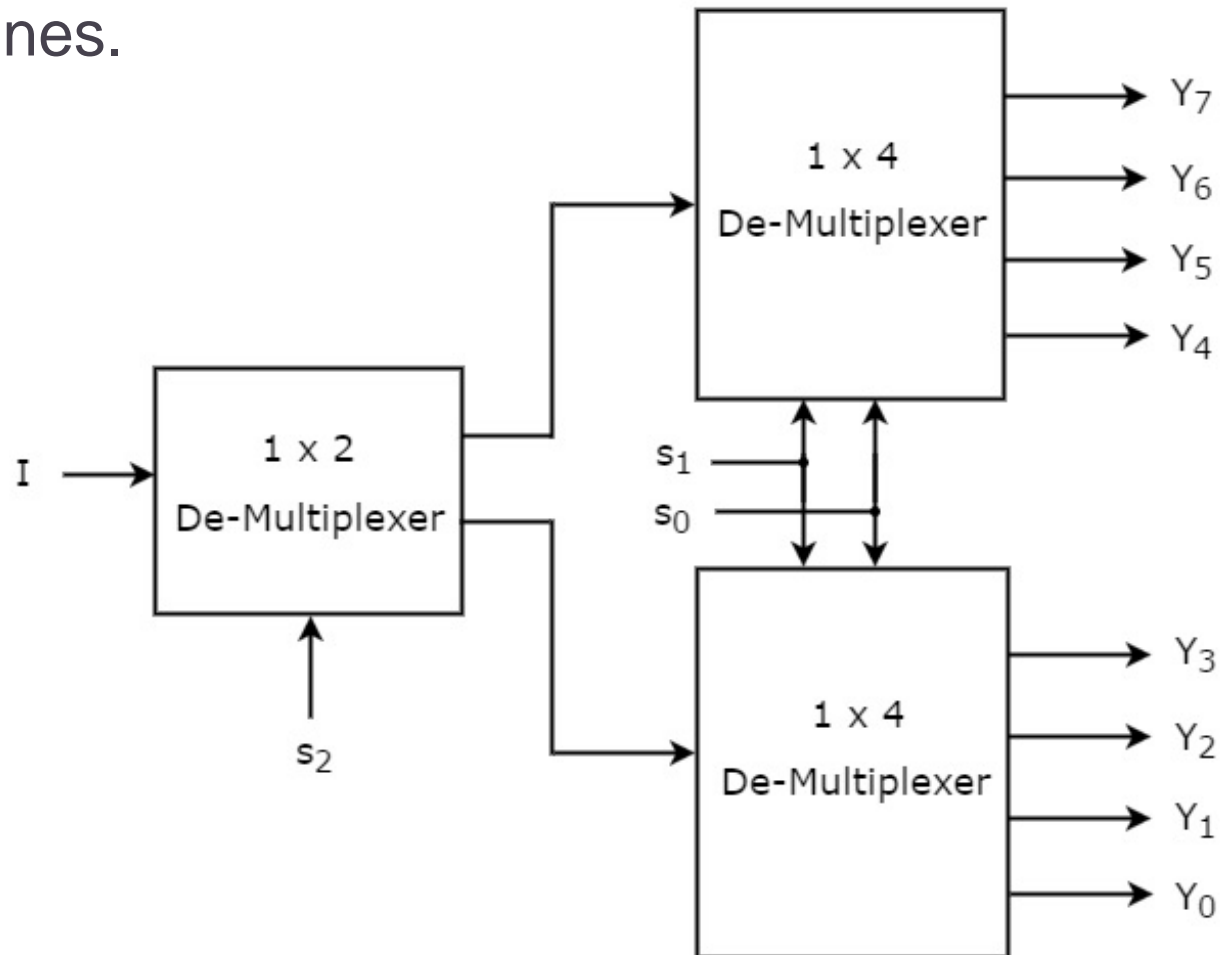 nes.
1 x 4
De-Multiplexer
Y7
Y6
Y5
Y4
I
1 x 2
De-Multiplexer
s2
s1
s0
1 x 4
De-Multiplexer
Y3
Y2
Y1
Y0